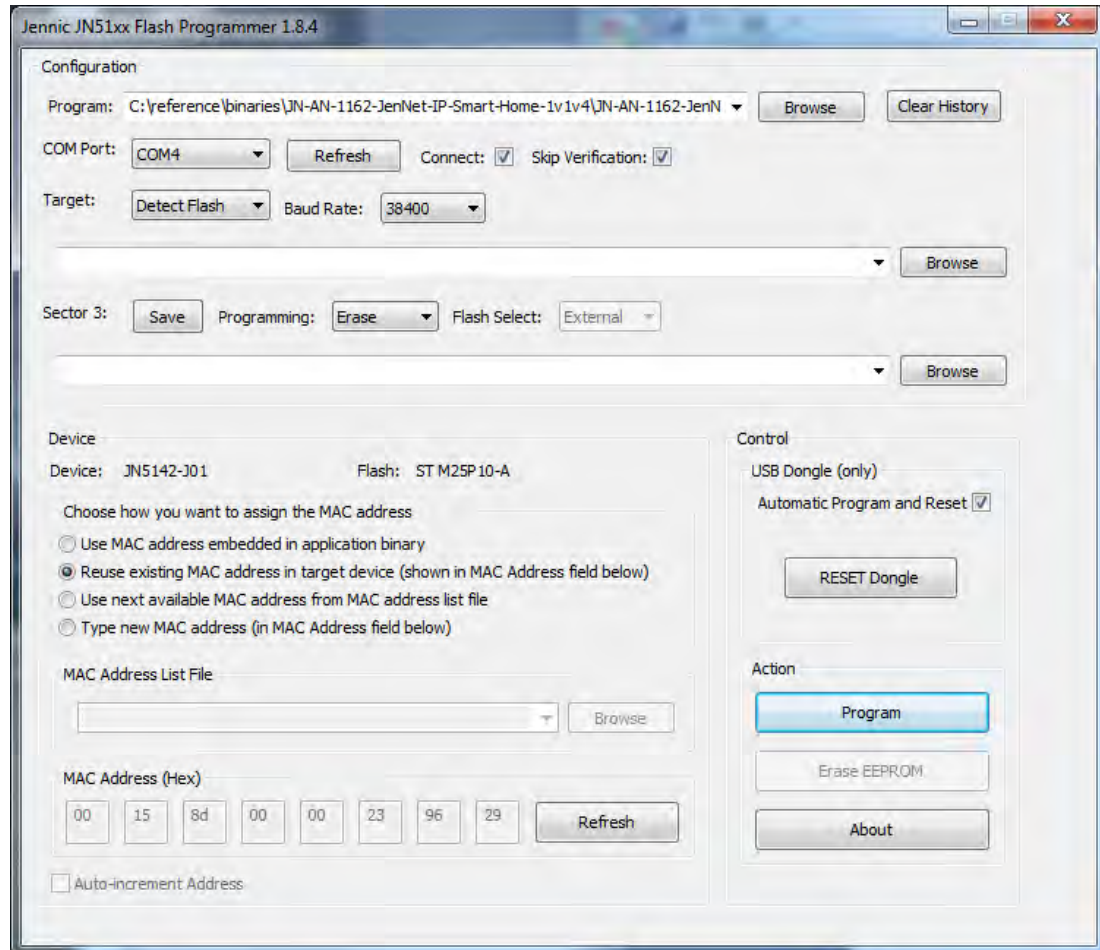 Jennic JN51xx Flash Programmer 1.8.4
Configuration
Program: C:\reference\binaries\JN-AN-1162-JenNet-IP-Smart-Home-1v1v4\JN-AN-1162-JenN Browse Clear History
COM Port: COM4 Refresh Connect: Skip Verification:
Target: Detect Flash Baud Rate: 38400
Browse
Sector 3: Save Programming: Erase Flash Select: External
Browse
Device
Device: JN5142-J01 Flash: ST M25P10-A
Choose how you want to assign the MAC address
Use MAC address embedded in application binary
Reuse existing MAC address in target device (shown in MAC Address field below)
Use next available MAC address from MAC address list file
Type new MAC address (in MAC Address field below)
MAC Address List File
Browse
MAC Address (Hex)
00 15 8d 00 00 23 96 29 Refresh
Auto-increment Address
Control
USB Dongle (only)
Automatic Program and Reset
RESET Dongle
Action
Program
Erase EEPROM
About